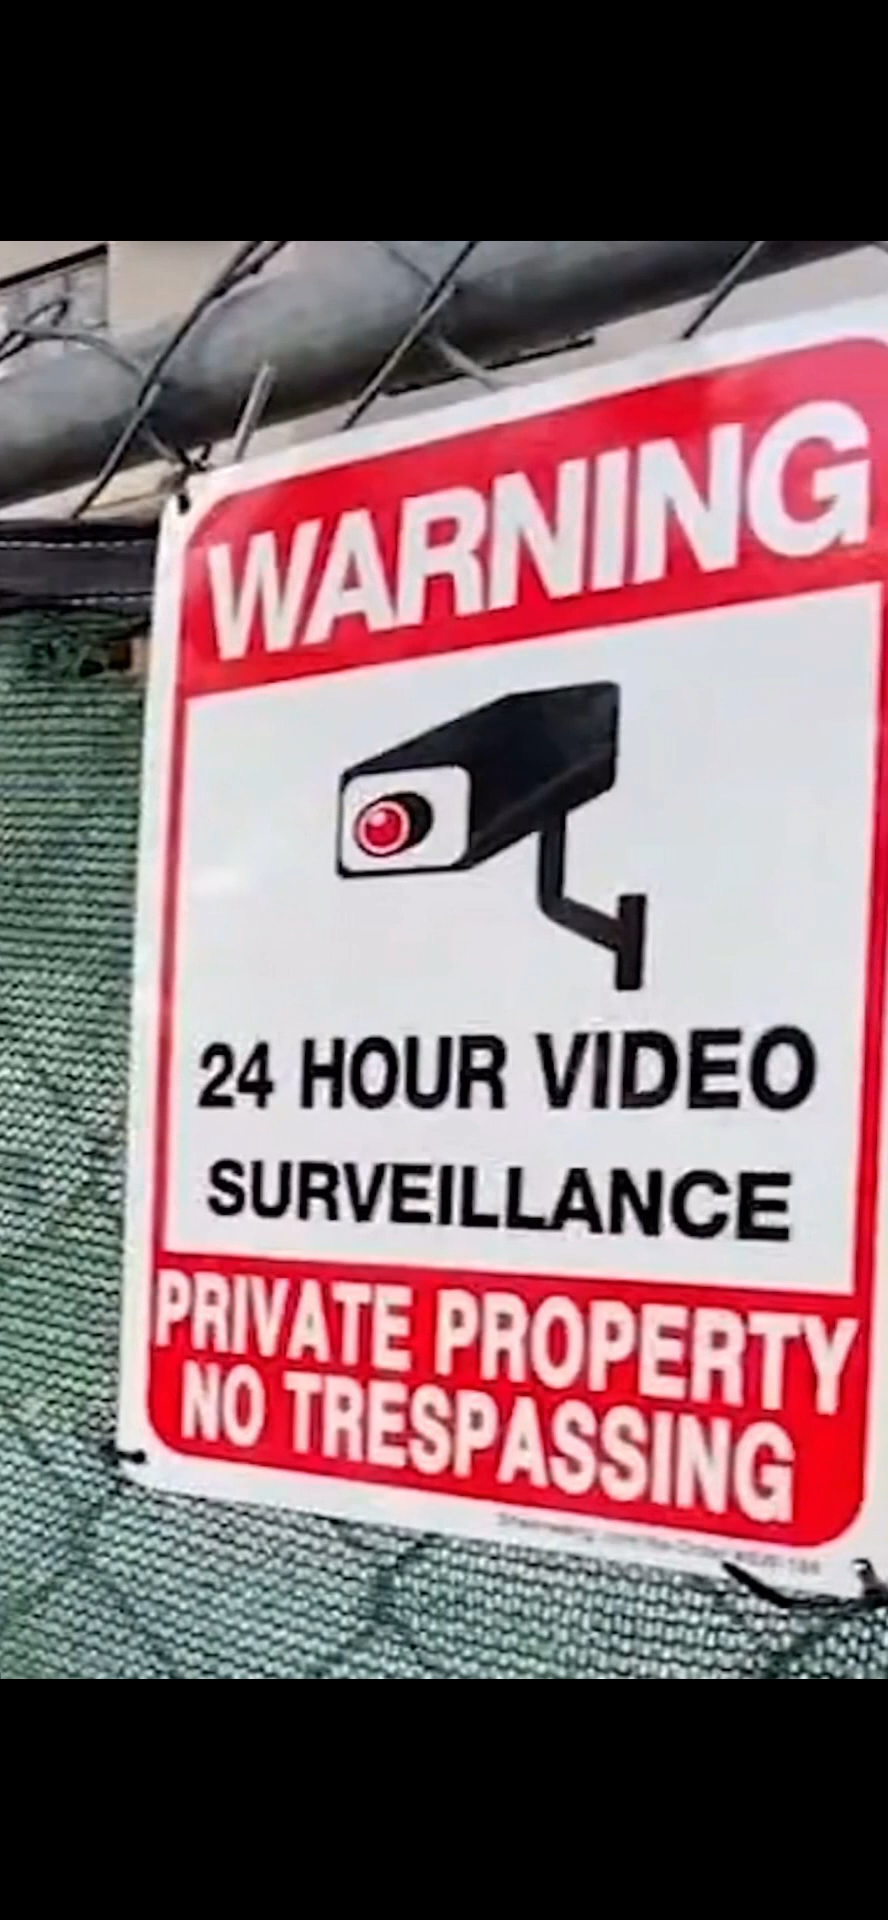 WARNING
24 HOUR VIDEO
SURVEILLANCE
PRIVATE PROPERTY
NO TRESPASSING